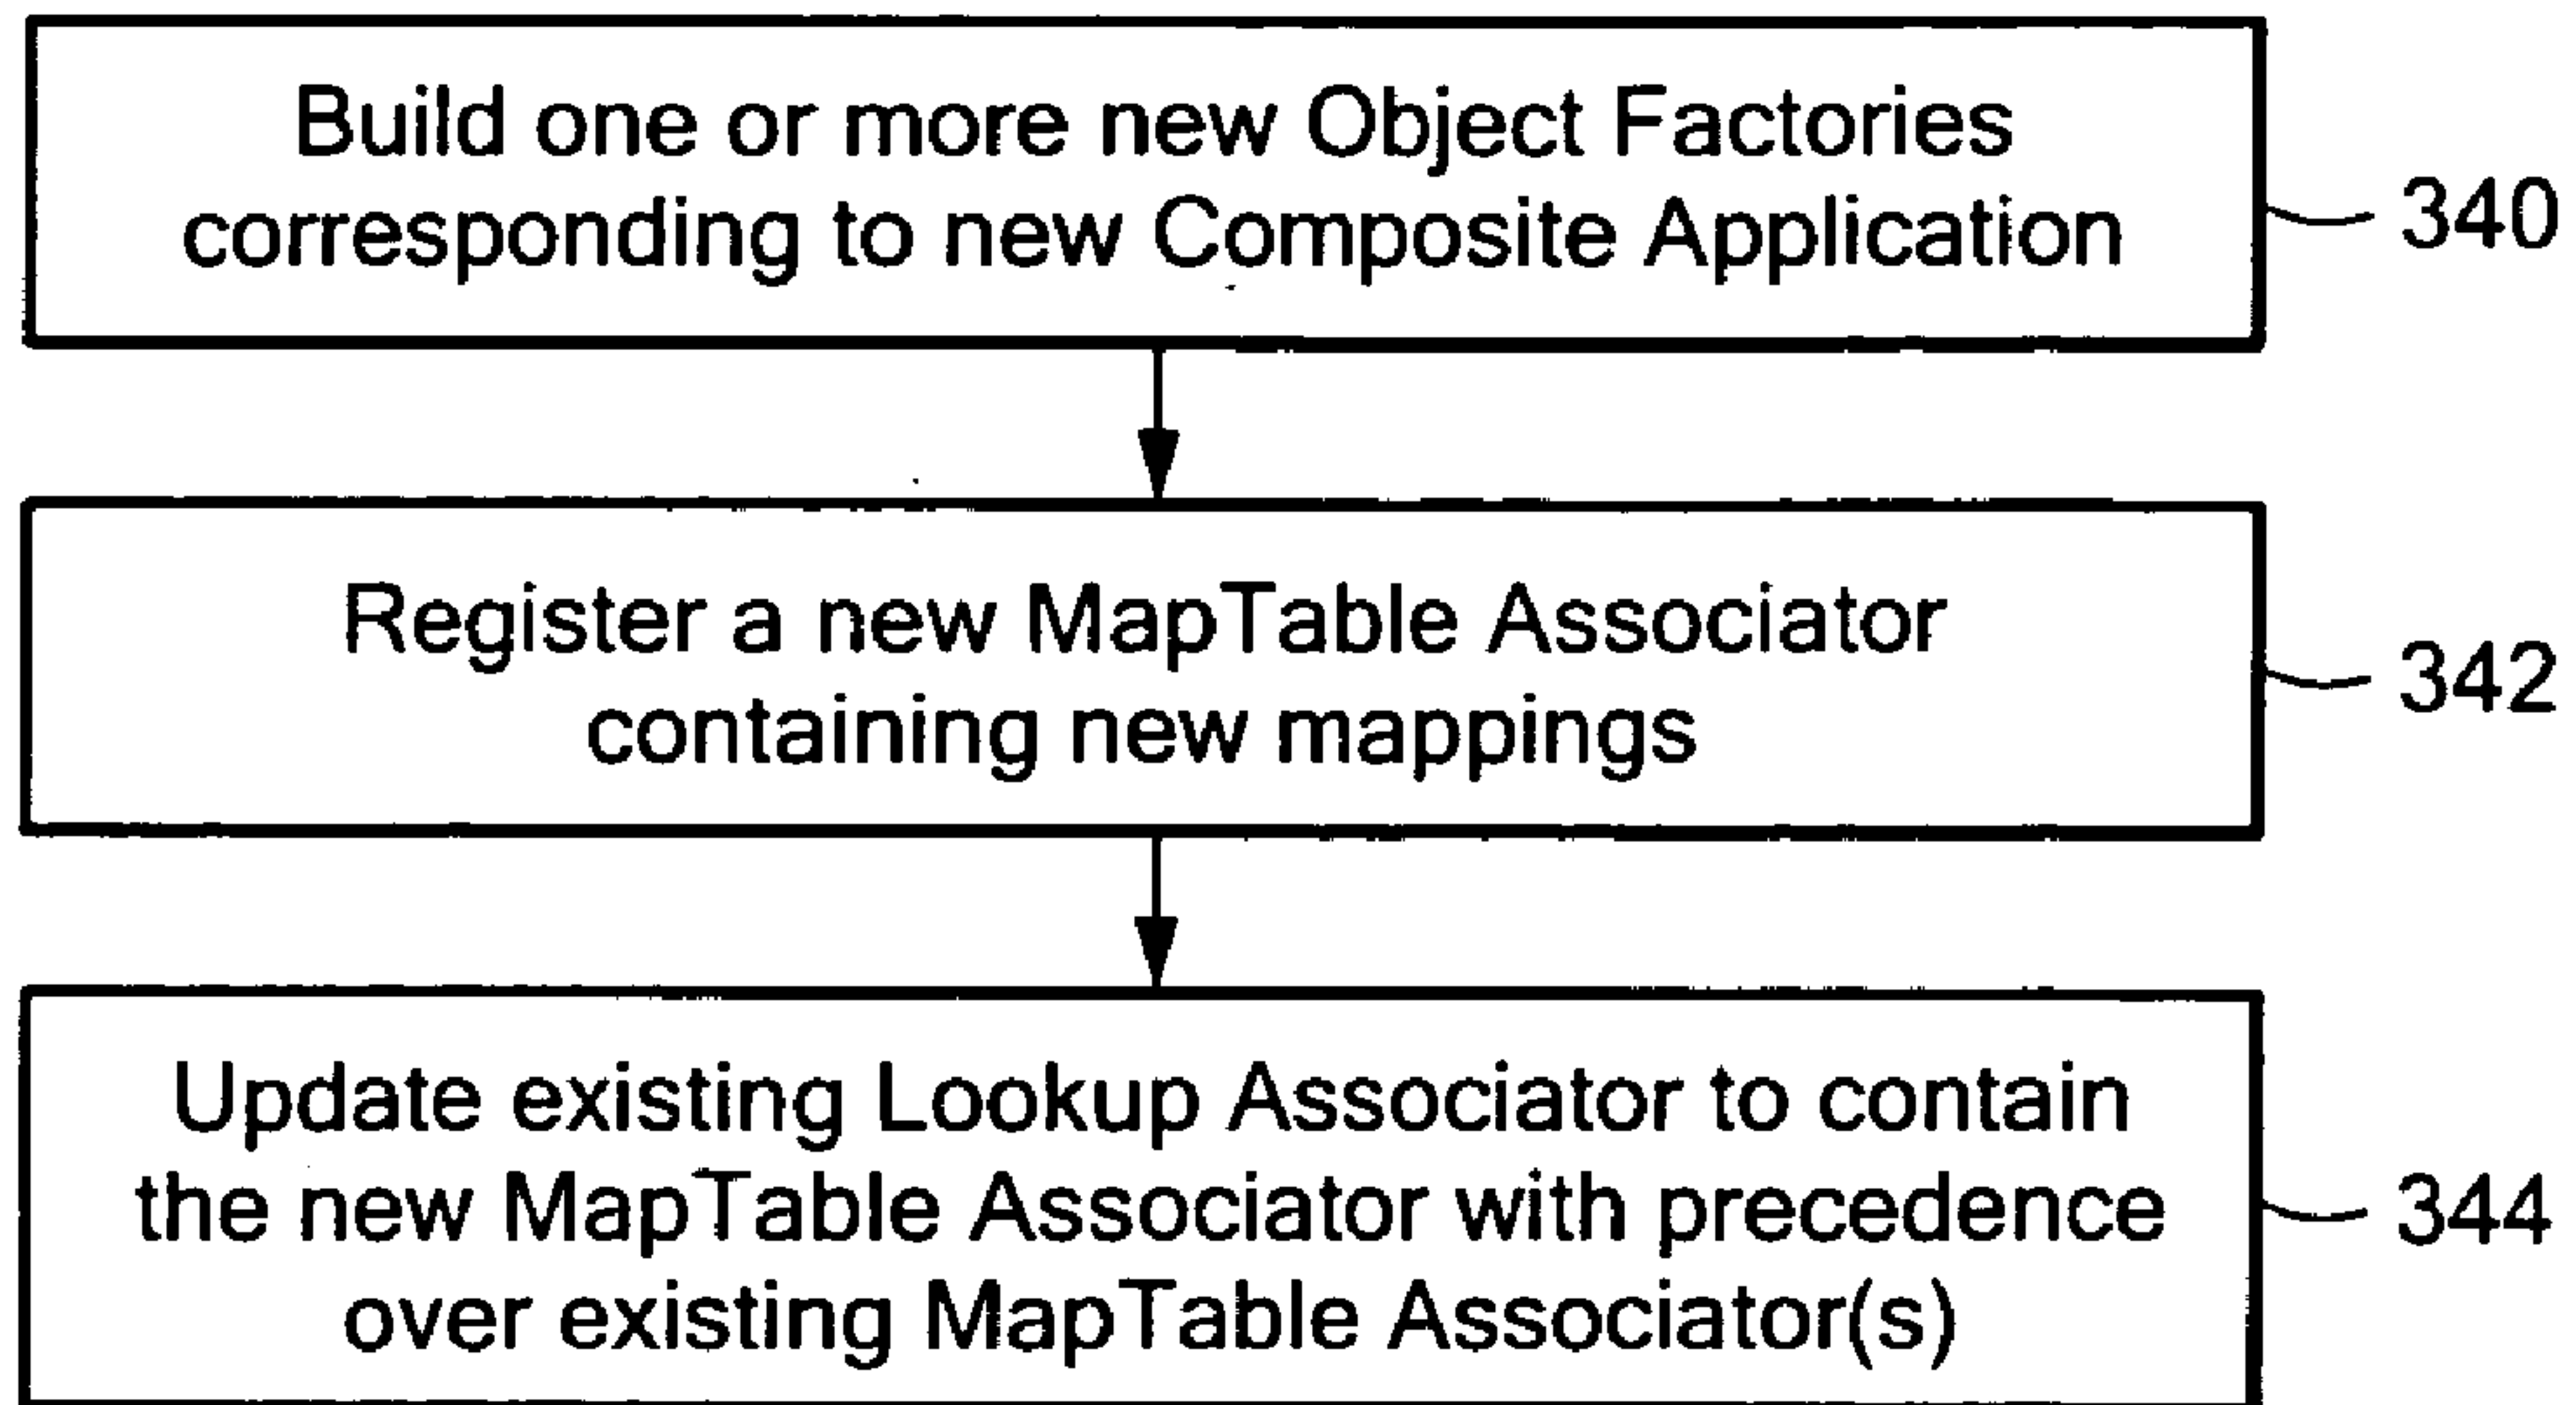 Build one or more new Object Factories
corresponding to new Composite Application
340
Register a new MapTable Associator
containing new mappings
342
Update existing Lookup Associator to contain
the new MapTable Associator with precedence
over existing MapTable Associator(s)
344